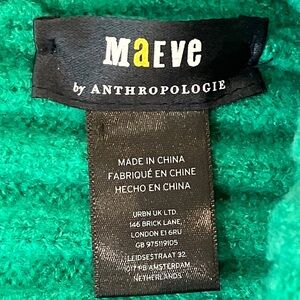 MaEVe
by ANTHROPOLOGIE
MADE IN CHINA
FABRIQUÉ EN CHINE
HECHO EN CHINA
URBN UK LTD.
146 BRICK LANE,
LONDON E1 6RU
GB 975119105
LEIDSESTRAAT 32
1017 PB AMSTERDAM
NETHERLANDS